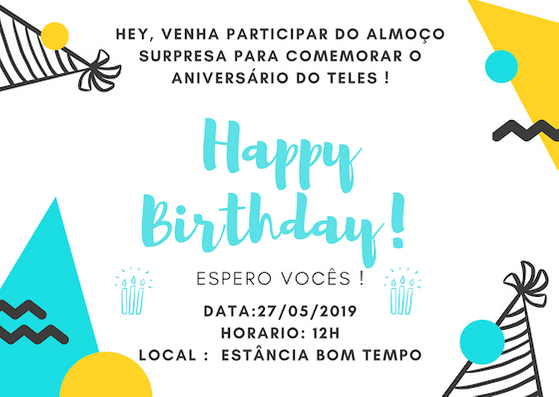 HEY, VENHA PARTICIPAR DO ALMOÇO
SURPRESA PARA COMEMORAR O
ANIVERSÁRIO DO TELES !
Happy
Birthday!
ESPERO VOCÊS !
DATA:27/05/2019
HORARIO: 12H
LOCAL : ESTÂNCIA BOM TEMPO